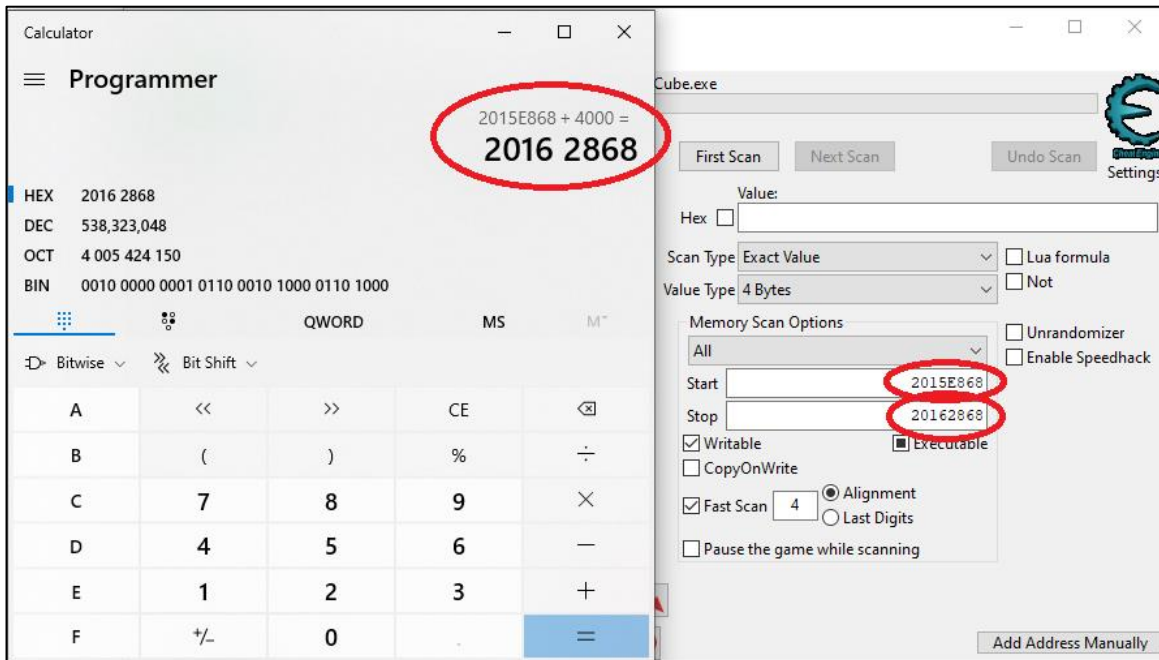 Calculator
Programmer
2015E868 + 4000 =
2016 2868
HEX 2016 2868
DEC 538,323,048
OCT 4 005 424 150
BIN 0010 0000 0001 0110 0010 1000 0110 1000
QWORD MS M
Bitwise Bit Shift
A << >> CE
B ( ) % ÷
C 7 8 9 ×
D 4 5 6 −
E 1 2 3 +
F +/− 0 . =
Cube.exe
First Scan Next Scan Undo Scan
Cheat Engine
Settings
Value:
Hex
Scan Type Exact Value
Lua formula
Value Type 4 Bytes
Not
Memory Scan Options
All
Unrandomizer
Enable Speedhack
Start 2015E868
Stop 20162868
Writable Executable
CopyOnWrite
Fast Scan 4 Alignment
Last Digits
Pause the game while scanning
Add Address Manually